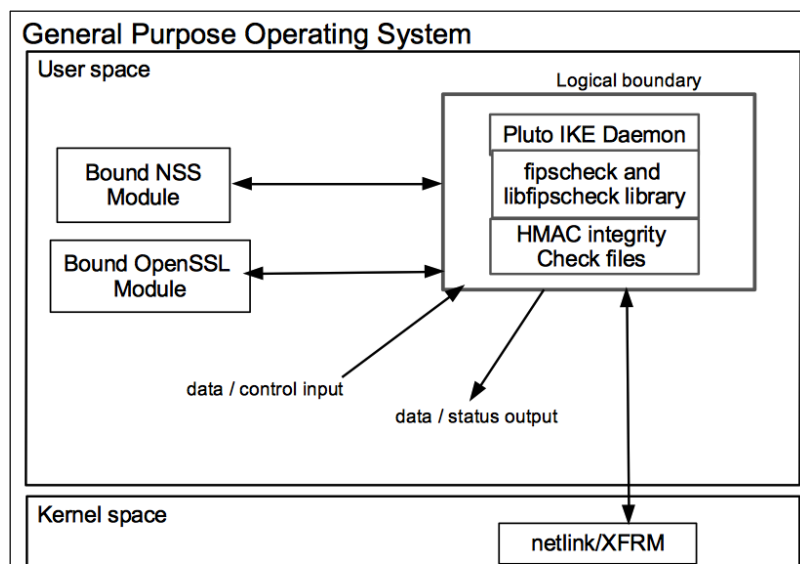 General Purpose Operating System
User space
Logical boundary
Pluto IKE Daemon
fipscheck and
libfipscheck library
HMAC integrity
Check files
Bound NSS
Module
Bound OpenSSL
Module
data / control input
data / status output
Kernel space
netlink/XFRM